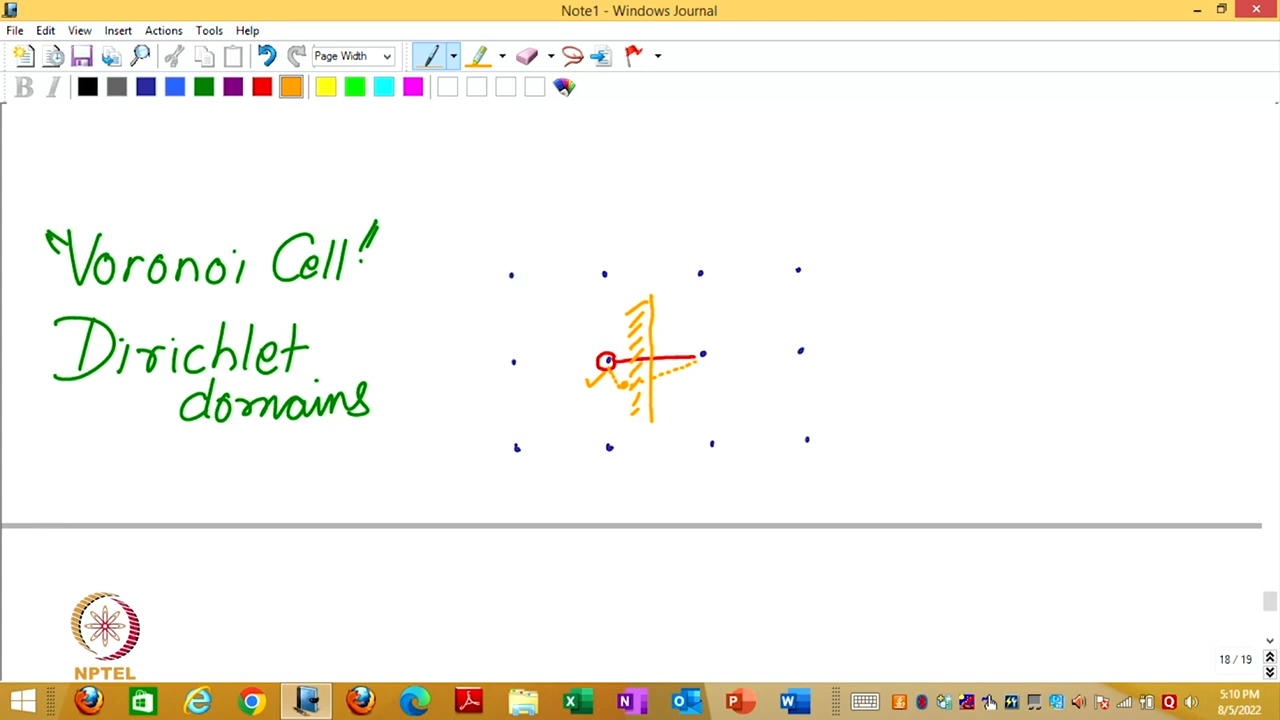 Note1 - Windows Journal
File Edit View Insert Actions Tools Help
Page Width
B I
"Voronoi Cell"
Dirichlet
domains
NPTEL
18 / 19
5:10 PM
8/5/2022